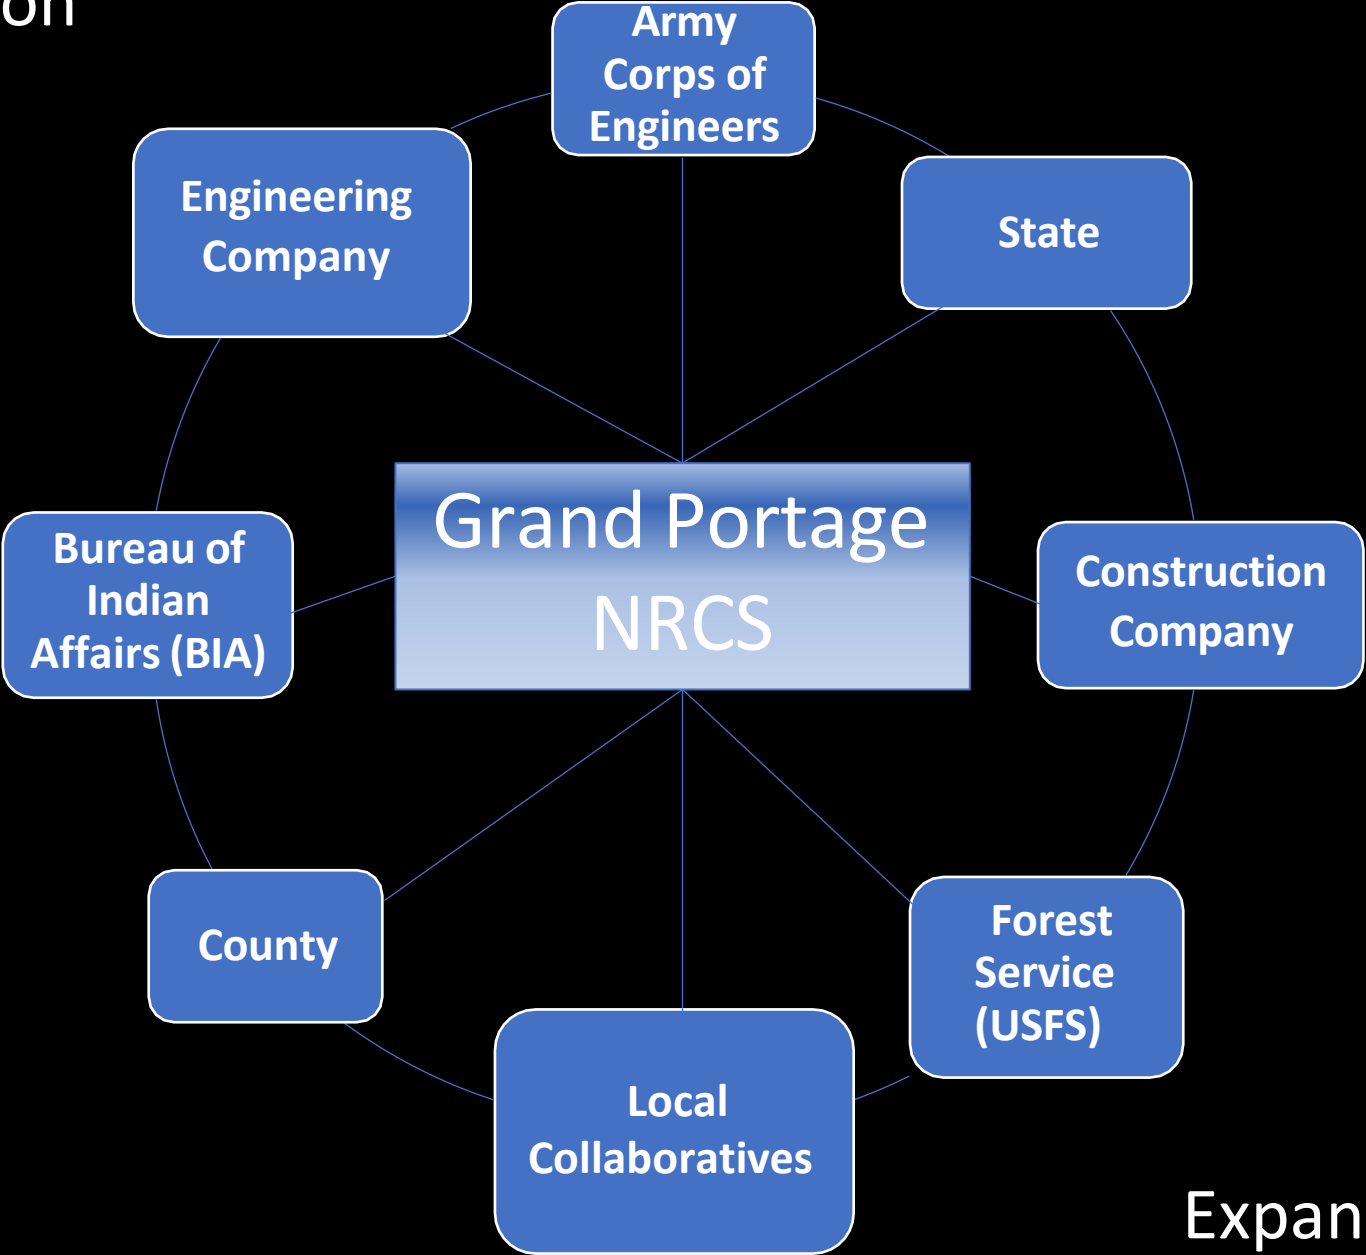 on
Army
Corps of
Engineers
Engineering
Company
State
Grand Portage
NRCS
Bureau of
Indian
Affairs (BIA)
Construction
Company
County
Forest
Service
(USFS)
Local
Collaboratives
Expan